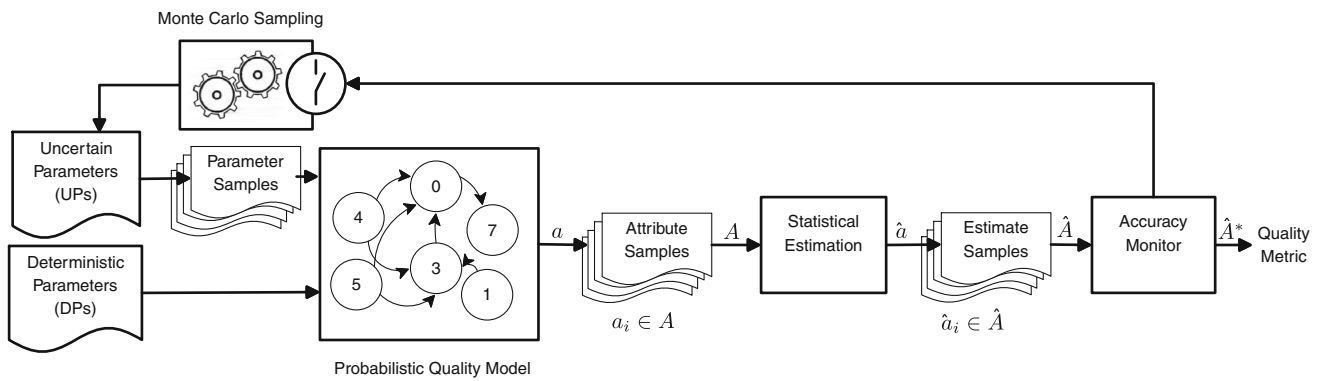 Monte Carlo Sampling
Uncertain
Parameters
(UPs)
Parameter
Samples
Deterministic
Parameters
(DPs)
0
4
7
3
5
1
Probabilistic Quality Model
a
Attribute
Samples
a_i ∈ A
A
Statistical
Estimation
â
Estimate
Samples
â_i ∈ Â
Â
Accuracy
Monitor
Â*
Quality
Metric